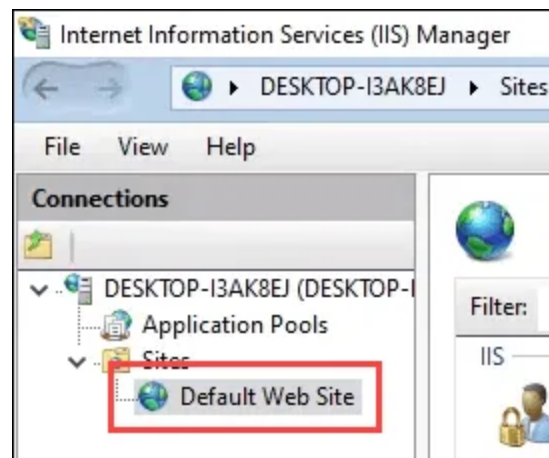 Internet Information Services (IIS) Manager
DESKTOP-I3AK8EJ Sites
File View Help
Connections
DESKTOP-I3AK8EJ (DESKTOP-I
Application Pools
Sites
Default Web Site
Filter:
IIS